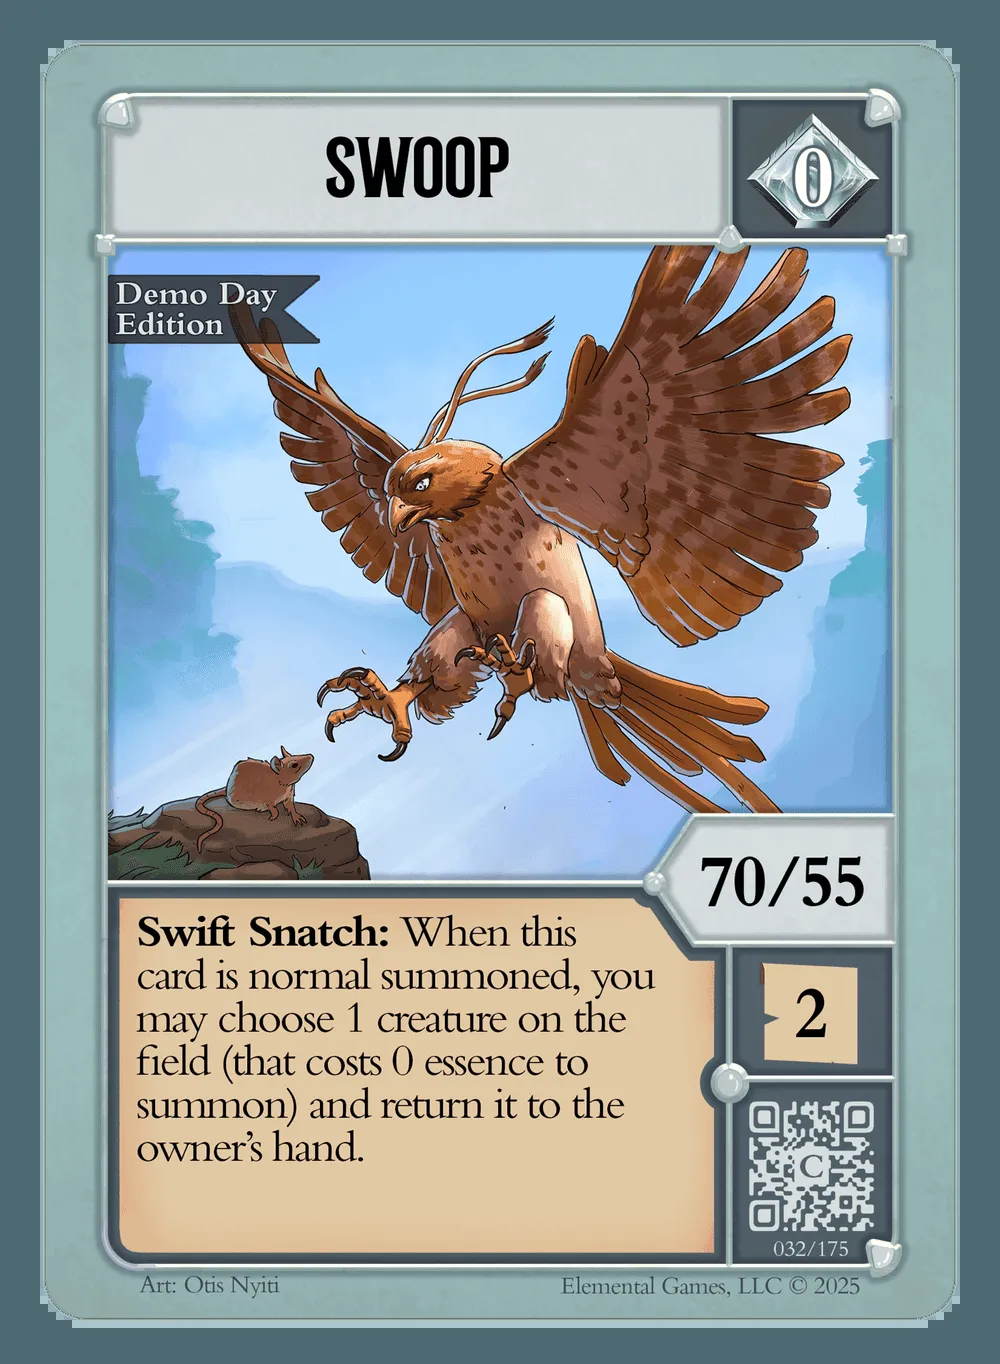 SWOOP
0
Demo Day
Edition
70/55
Swift Snatch: When this
card is normal summoned, you
may choose 1 creature on the
field (that costs 0 essence to
summon) and return it to the
owner's hand.
2
C
032/175
Art: Otis Nyiti
Elemental Games, LLC © 2025